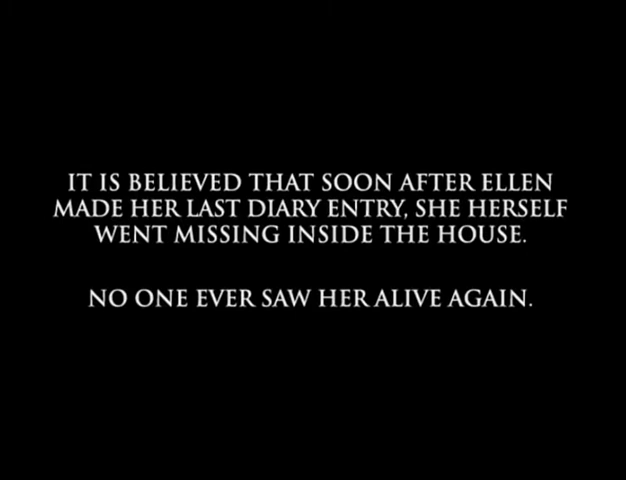 IT IS BELIEVED THAT SOON AFTER ELLEN
MADE HER LAST DIARY ENTRY, SHE HERSELF
WENT MISSING INSIDE THE HOUSE.
NO ONE EVER SAW HER ALIVE AGAIN.